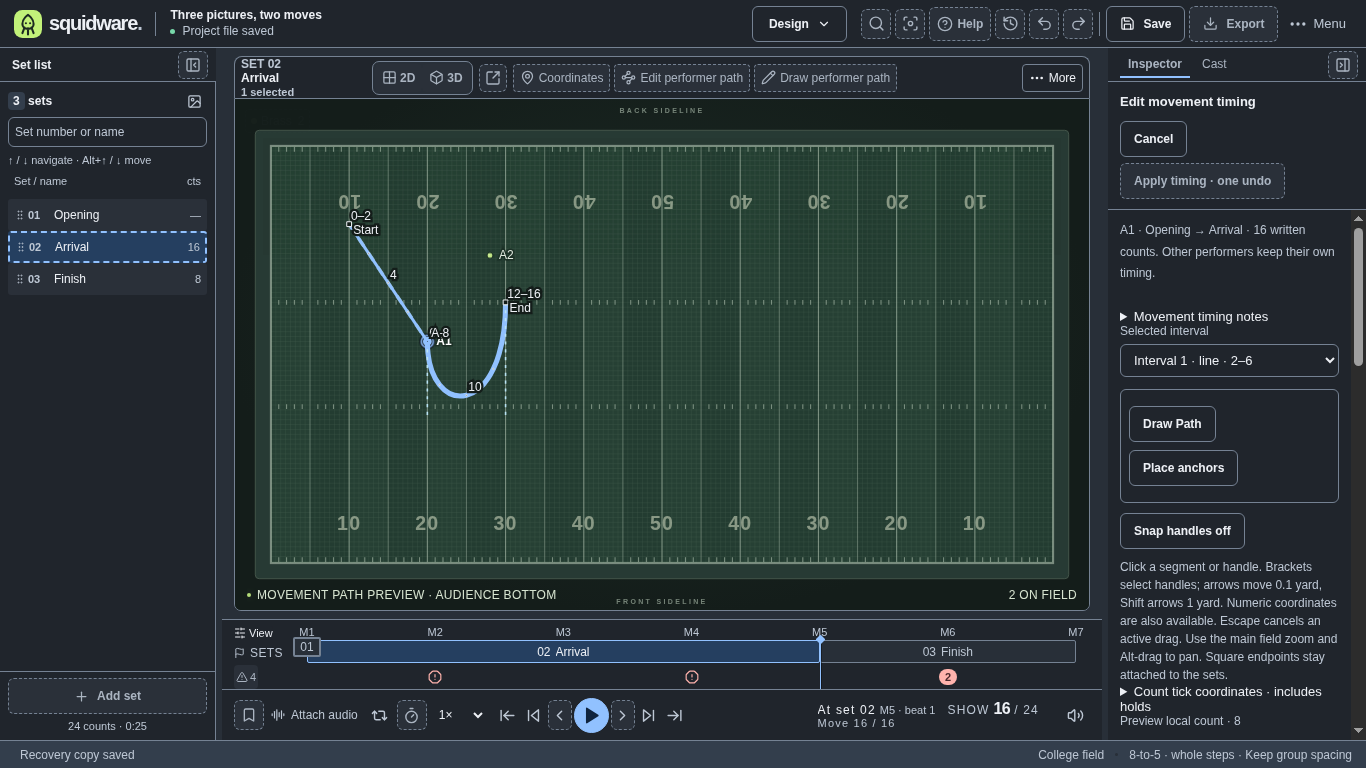 squidware.
Three pictures, two moves
Project file saved
Design
Help
Save
Export
Menu
Set list
3 sets
Set number or name
↑ / ↓ navigate · Alt+↑ / ↓ move
Set / name cts
01 Opening —
02 Arrival 16
03 Finish 8
Add set
24 counts · 0:25
SET 02
Arrival
1 selected
2D
3D
Coordinates
Edit performer path
Draw performer path
More
BACK SIDELINE
10 20 30 40 50 40 30 20 10
0–2
Start
A2
4
12–16
End
A1
10
10 20 30 40 50 40 30 20 10
MOVEMENT PATH PREVIEW · AUDIENCE BOTTOM
FRONT SIDELINE
2 ON FIELD
View
M1 M2 M3 M4 M5 M6 M7
SETS
01
02 Arrival
03 Finish
4
2
Attach audio
1×
At set 02 M5 · beat 1 SHOW 16 / 24
Move 16 / 16
Inspector
Cast
Edit movement timing
Cancel
Apply timing · one undo
A1 · Opening → Arrival · 16 written
counts. Other performers keep their own
timing.
Movement timing notes
Selected interval
Interval 1 · line · 2–6
Draw Path
Place anchors
Snap handles off
Click a segment or handle. Brackets
select handles; arrows move 0.1 yard,
Shift arrows 1 yard. Numeric coordinates
are also available. Escape cancels an
active drag. Use the main field zoom and
Alt-drag to pan. Square endpoints stay
attached to the sets.
Count tick coordinates · includes
holds
Preview local count · 8
Recovery copy saved
College field
8-to-5 · whole steps · Keep group spacing